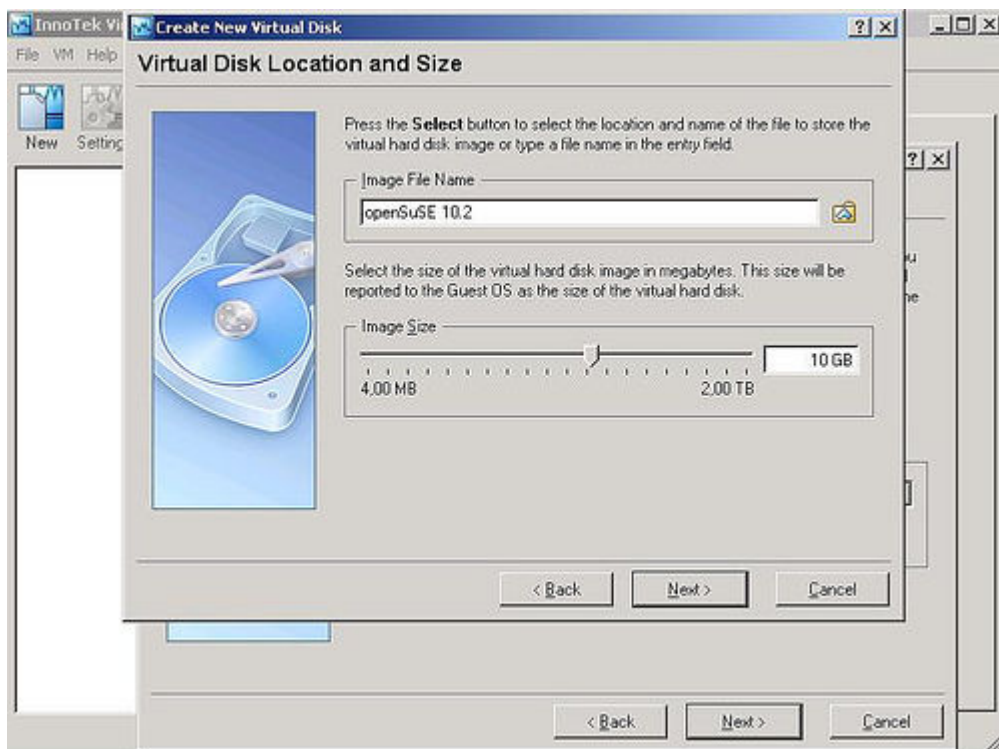 InnoTek
Create New Virtual Disk
File VM Help
Virtual Disk Location and Size
New
Press the Select button to select the location and name of the file to store the
virtual hard disk image or type a file name in the entry field.
Image File Name
openSuSE 10.2
Select the size of the virtual hard disk image in megabytes. This size will be
reported to the Guest OS as the size of the virtual hard disk.
Image Size
10 GB
4,00 MB 2,00 TB
< Back Next > Cancel
< Back Next > Cancel